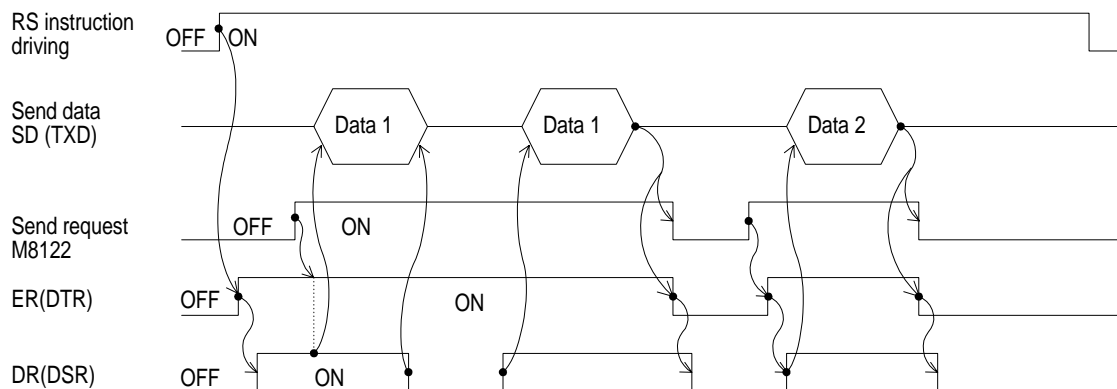 RS instruction
driving
OFF ON
Send data
SD (TXD)
Data 1
Data 1
Data 2
Send request
M8122
OFF
ON
ER(DTR)
OFF
ON
DR(DSR)
OFF
ON